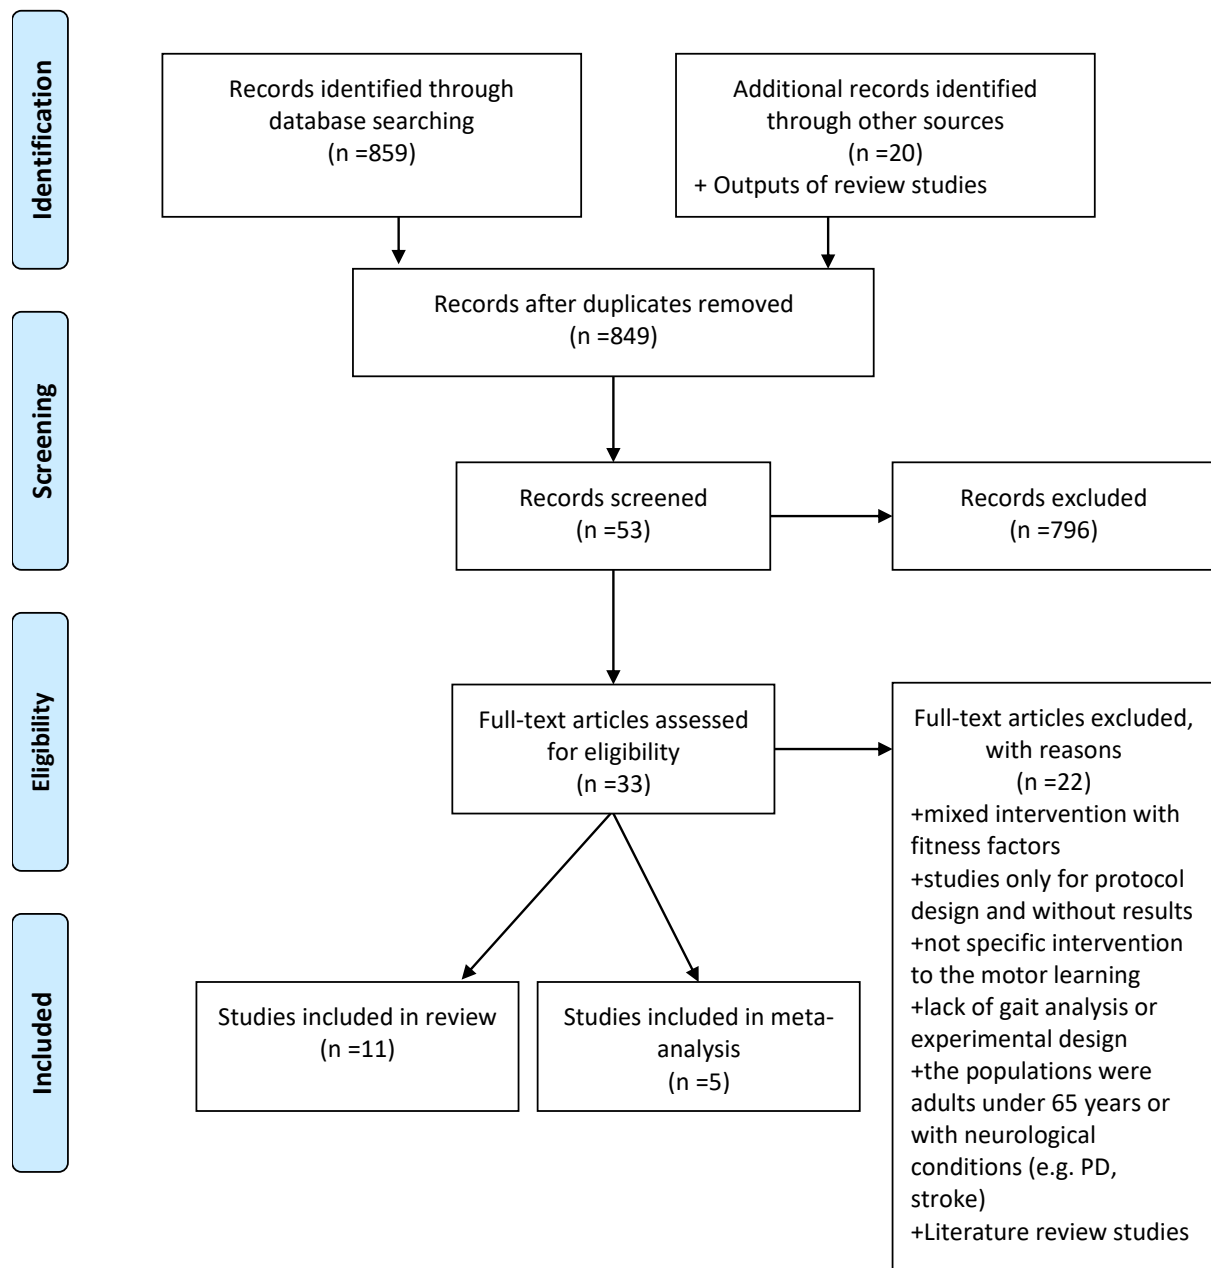 Identification
Records identified through
database searching
(n =859)
Additional records identified
through other sources
(n =20)
+ Outputs of review studies
Records after duplicates removed
(n =849)
Screening
Records screened
(n =53)
Records excluded
(n =796)
Eligibility
Full-text articles assessed
for eligibility
(n =33)
Full-text articles excluded,
with reasons
(n =22)
+mixed intervention with
fitness factors
+studies only for protocol
design and without results
+not specific intervention
to the motor learning
+lack of gait analysis or
experimental design
+the populations were
adults under 65 years or
with neurological
conditions (e.g. PD,
stroke)
+Literature review studies
Included
Studies included in review
(n =11)
Studies included in meta-
analysis
(n =5)